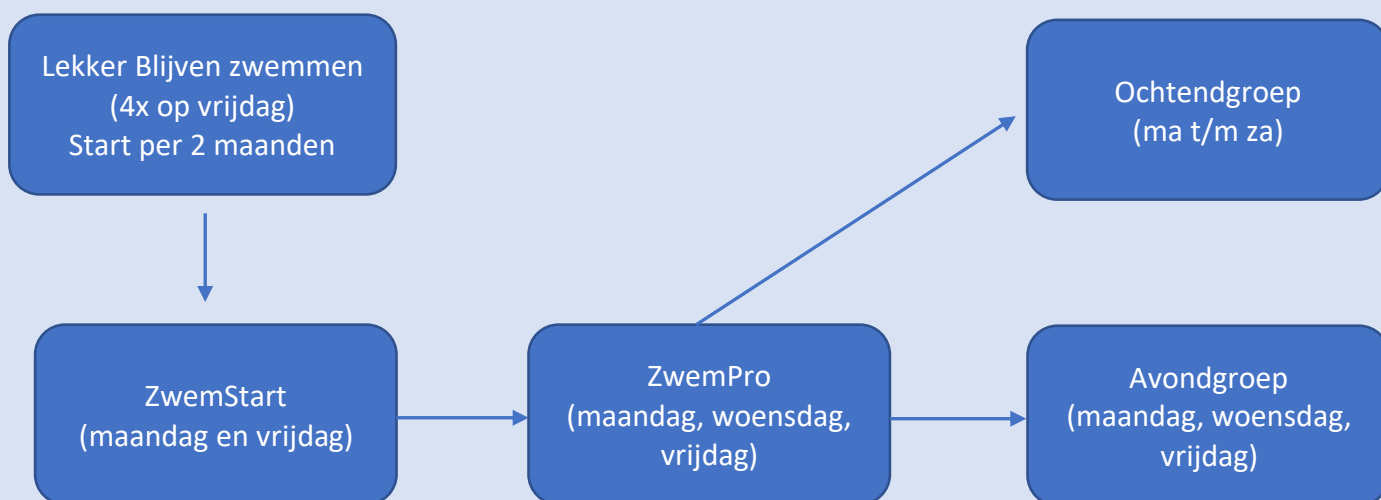 Lekker Blijven zwemmen
(4x op vrijdag)
Start per 2 maanden
Ochtendgroep
(ma t/m za)
ZwemStart
(maandag en vrijdag)
ZwemPro
(maandag, woensdag,
vrijdag)
Avondgroep
(maandag, woensdag,
vrijdag)